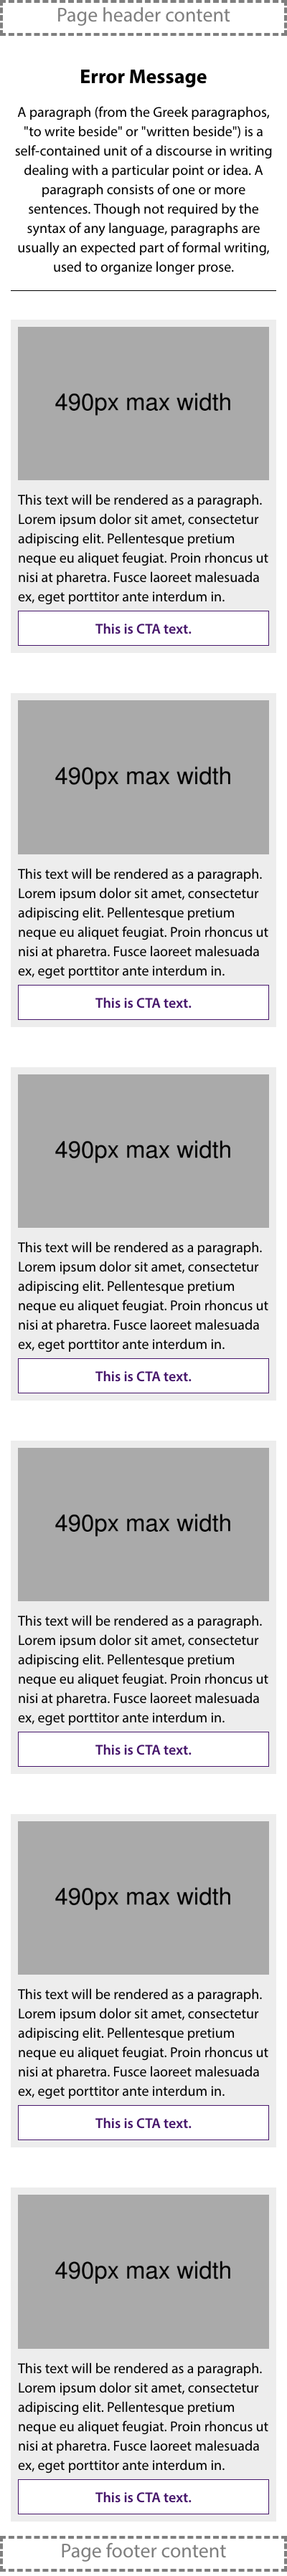 Page header content
Error Message
A paragraph (from the Greek paragraphos,
"to write beside" or "written beside") is a
self-contained unit of a discourse in writing
dealing with a particular point or idea. A
paragraph consists of one or more
sentences. Though not required by the
syntax of any language, paragraphs are
usually an expected part of formal writing,
used to organize longer prose.
490px max width
This text will be rendered as a paragraph.
Lorem ipsum dolor sit amet, consectetur
adipiscing elit. Pellentesque pretium
neque eu aliquet feugiat. Proin rhoncus ut
nisi at pharetra. Fusce laoreet malesuada
ex, eget porttitor ante interdum in.
This is CTA text.
490px max width
This text will be rendered as a paragraph.
Lorem ipsum dolor sit amet, consectetur
adipiscing elit. Pellentesque pretium
neque eu aliquet feugiat. Proin rhoncus ut
nisi at pharetra. Fusce laoreet malesuada
ex, eget porttitor ante interdum in.
This is CTA text.
490px max width
This text will be rendered as a paragraph.
Lorem ipsum dolor sit amet, consectetur
adipiscing elit. Pellentesque pretium
neque eu aliquet feugiat. Proin rhoncus ut
nisi at pharetra. Fusce laoreet malesuada
ex, eget porttitor ante interdum in.
This is CTA text.
490px max width
This text will be rendered as a paragraph.
Lorem ipsum dolor sit amet, consectetur
adipiscing elit. Pellentesque pretium
neque eu aliquet feugiat. Proin rhoncus ut
nisi at pharetra. Fusce laoreet malesuada
ex, eget porttitor ante interdum in.
This is CTA text.
490px max width
This text will be rendered as a paragraph.
Lorem ipsum dolor sit amet, consectetur
adipiscing elit. Pellentesque pretium
neque eu aliquet feugiat. Proin rhoncus ut
nisi at pharetra. Fusce laoreet malesuada
ex, eget porttitor ante interdum in.
This is CTA text.
490px max width
This text will be rendered as a paragraph.
Lorem ipsum dolor sit amet, consectetur
adipiscing elit. Pellentesque pretium
neque eu aliquet feugiat. Proin rhoncus ut
nisi at pharetra. Fusce laoreet malesuada
ex, eget porttitor ante interdum in.
This is CTA text.
Page footer content